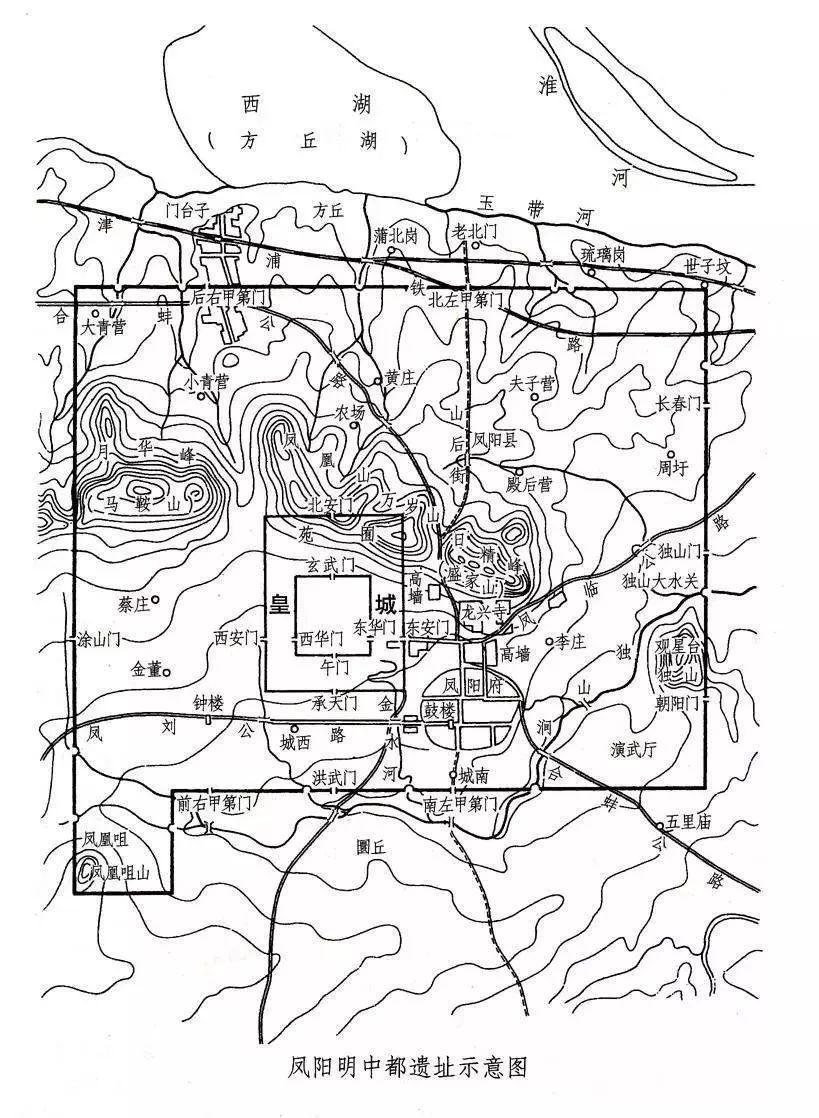 西湖
(方丘湖)
淮河
玉带河
门台子
方丘
津浦铁路
蒲北岗
老北门
琉璃岗
世子坟
后右甲第门
北左甲第门
合蚌公路
大青营
小青营
黄庄
夫子营
长春门
农场
山后街
凤阳县
周圩
月华峰
马鞍山
凤凰山
殿后营
北安门
万岁山
苑囿
日精峰
盛家山
独山门
凤临公路
独山大水关
玄武门
高墙
蔡庄
皇城
龙兴寺
涂山门
西安门
西华门
东华门
东安门
李庄
高墙
观星台
独山
金董
午门
凤阳府
独山涧
朝阳门
钟楼
承天门
金水河
鼓楼
凤刘公路
城西
演武厅
洪武门
城南
前右甲第门
南左甲第门
合蚌公路
五里庙
圜丘
凤凰咀
凤凰咀山
凤阳明中都遗址示意图